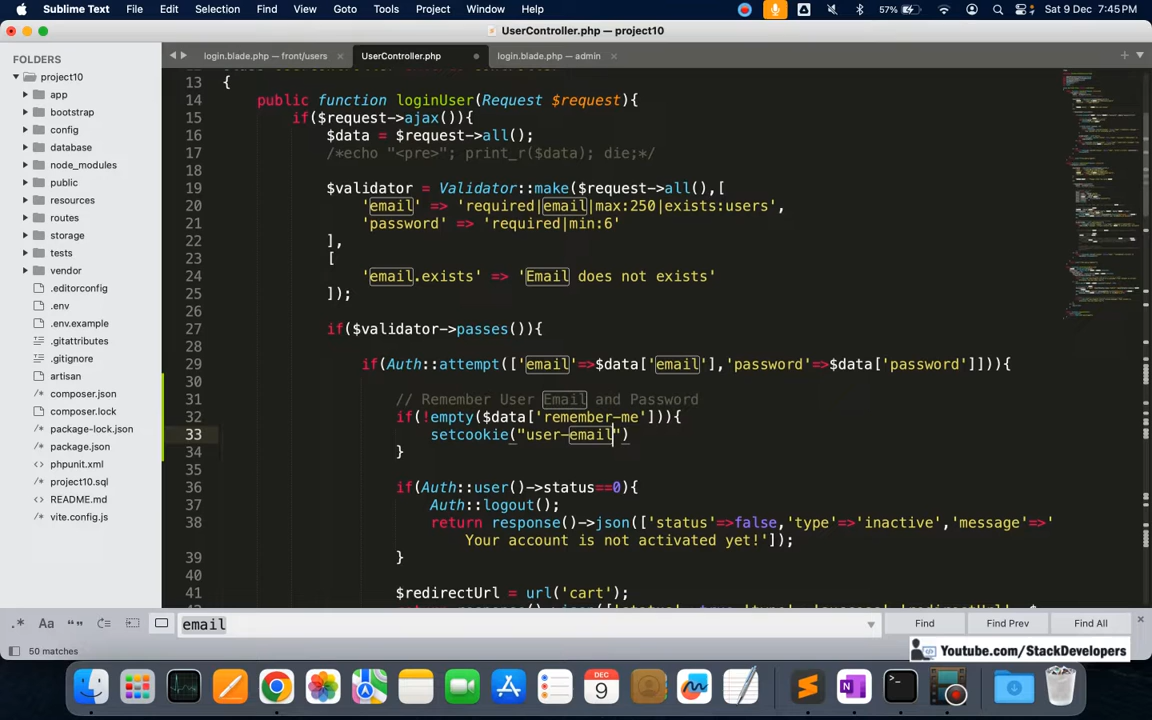 Sublime Text File Edit Selection Find View Goto Tools Project Window Help 57% Sat 9 Dec 7:45 PM
UserController.php — project10
FOLDERS
project10
app
bootstrap
config
database
node_modules
public
resources
routes
storage
tests
vendor
.editorconfig
.env
.env.example
.gitattributes
.gitignore
artisan
composer.json
composer.lock
package-lock.json
package.json
phpunit.xml
project10.sql
README.md
vite.config.js
login.blade.php — front/users UserController.php login.blade.php — admin
13 {
14 public function loginUser(Request $request){
15 if($request->ajax()){
16 $data = $request->all();
17 /*echo "<pre>"; print_r($data); die;*/
18
19 $validator = Validator::make($request->all(),[
20 'email' => 'required|email|max:250|exists:users',
21 'password' => 'required|min:6'
22 ],
23 [
24 'email.exists' => 'Email does not exists'
25 ]);
26
27 if($validator->passes()){
28
29 if(Auth::attempt(['email'=>$data['email'],'password'=>$data['password']])){
30
31 // Remember User Email and Password
32 if(!empty($data['remember-me'])){
33 setcookie("user-email")
34 }
35
36 if(Auth::user()->status==0){
37 Auth::logout();
38 return response()->json(['status'=>false,'type'=>'inactive','message'=>'
Your account is not activated yet!']);
39 }
40
41 $redirectUrl = url('cart');
.* Aa email Find Find Prev Find All
50 matches
Youtube.com/StackDevelopers
DEC
9